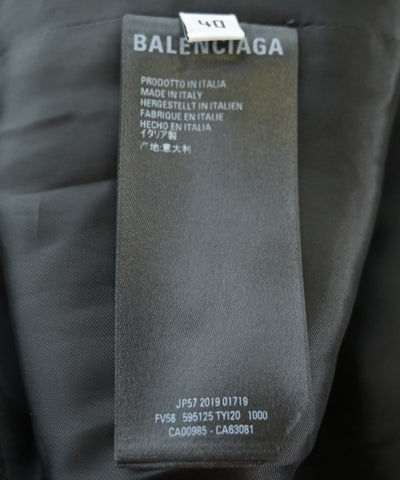 40
BALENCIAGA
PRODOTTO IN ITALIA
MADE IN ITALY
HERGESTELLT IN ITALIEN
FABRIQUE EN ITALIE
HECHO EN ITALIA
イタリア製
产地:意大利
JP57 2019 01719
FV58 595125 TYI20 1000
CA00985 - CA63081